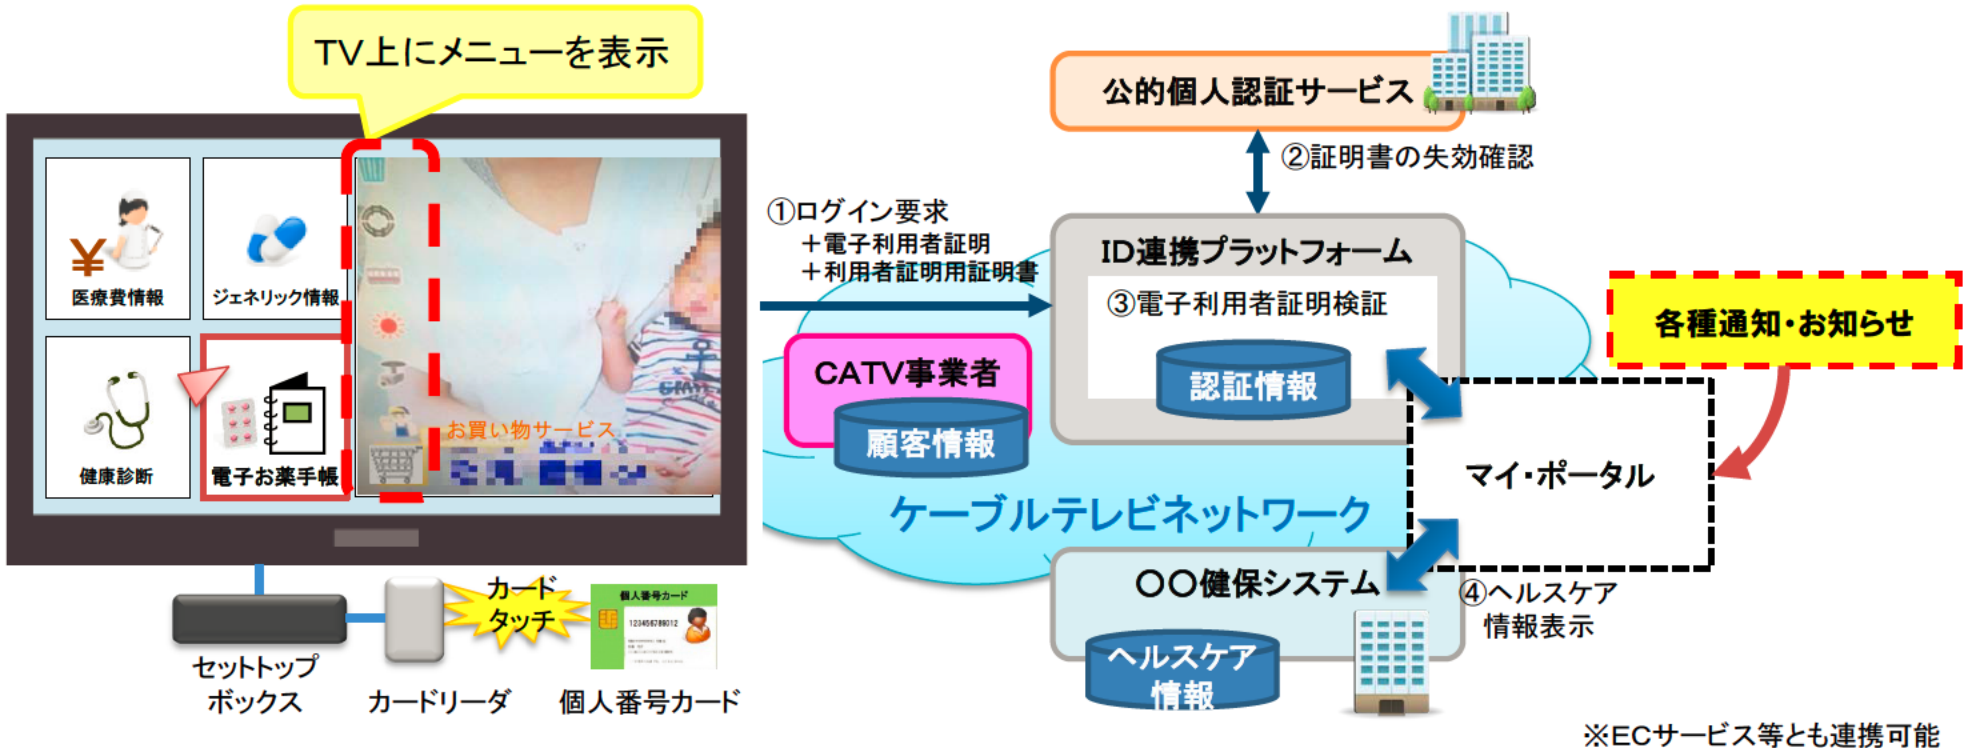 TV上にメニューを表示
医療費情報
ジェネリック情報
健康診断
電子お薬手帳
お買い物サービス
セットトップ
ボックス
カードリーダ
カード
タッチ
個人番号カード
123456789012
個人番号カード
①ログイン要求
＋電子利用者証明
＋利用者証明用証明書
公的個人認証サービス
②証明書の失効確認
ID連携プラットフォーム
③電子利用者証明検証
認証情報
CATV事業者
顧客情報
ケーブルテレビネットワーク
各種通知・お知らせ
マイ・ポータル
〇〇健保システム
ヘルスケア
情報
④ヘルスケア
情報表示
※ECサービス等とも連携可能